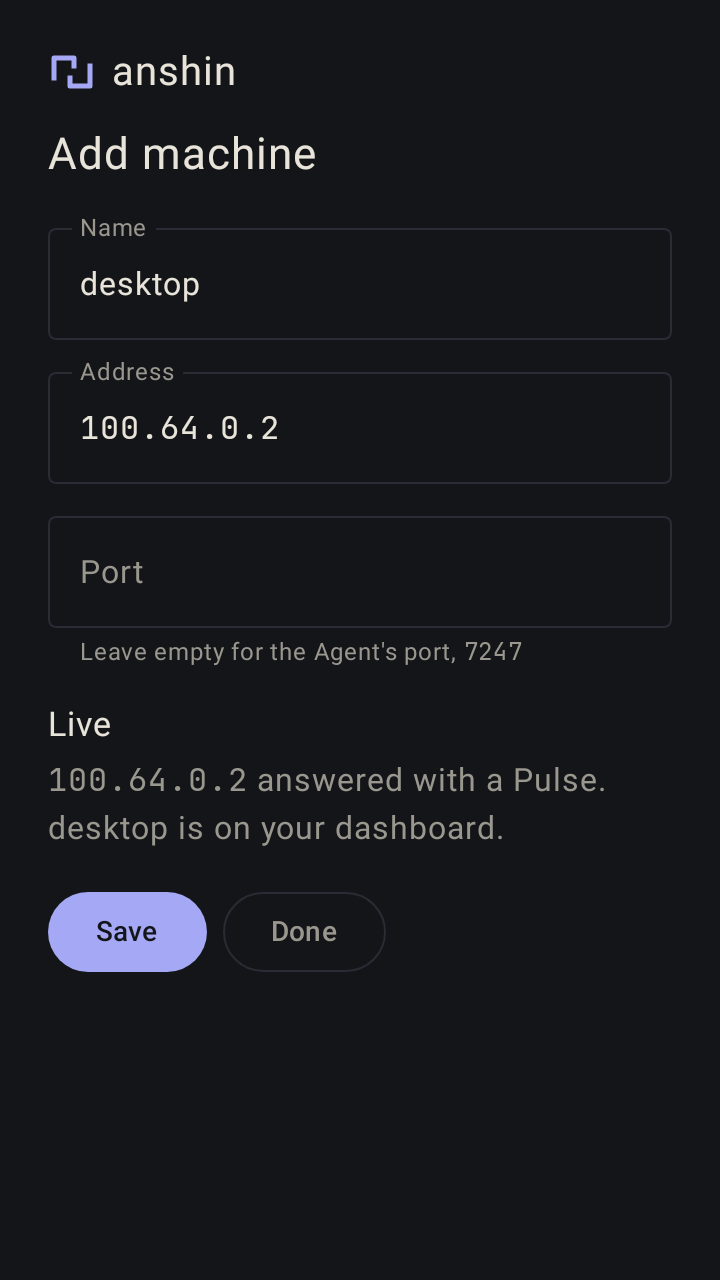 anshin
Add machine
Name
desktop
Address
100.64.0.2
Port
Leave empty for the Agent's port, 7247
Live
100.64.0.2 answered with a Pulse.
desktop is on your dashboard.
Save
Done